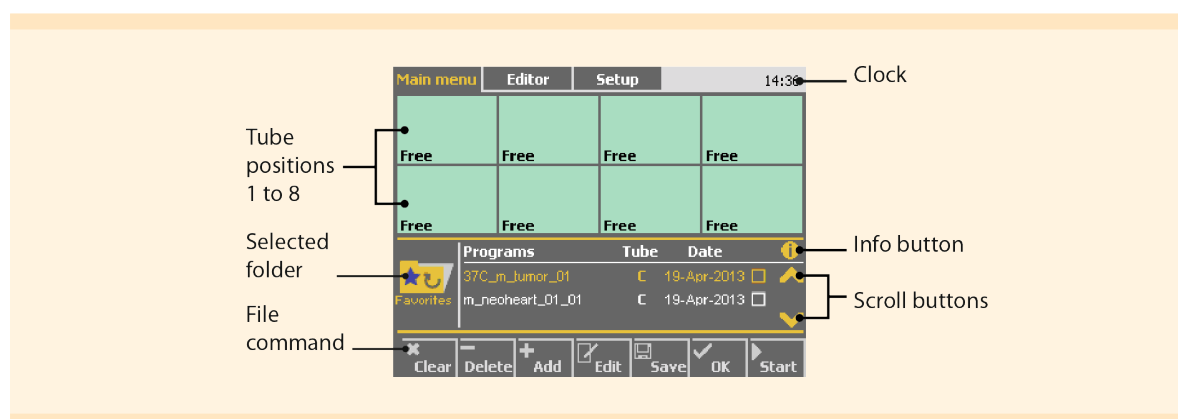 Main menu Editor Setup 14:36
Clock
Tube
positions
1 to 8
Free Free Free Free
Free Free Free Free
Selected
folder
Programs Tube Date
Info button
37C_m_tumor_01 C 19-Apr-2013
Favorites m_neoheart_01_01 C 19-Apr-2013
Scroll buttons
File
command
Clear Delete Add Edit Save OK Start